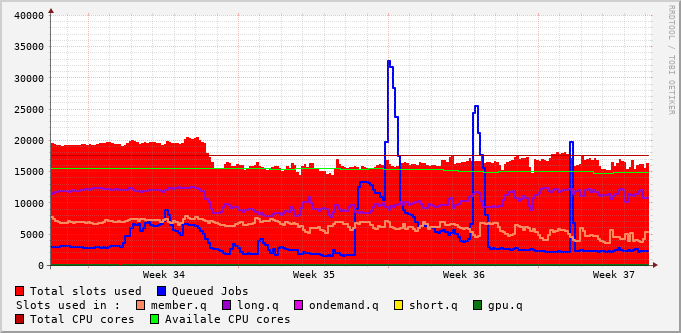 40000
35000
30000
25000
20000
15000
10000
5000
0
Week 34 Week 35 Week 36 Week 37
Total slots used Queued Jobs
Slots used in : member.q long.q ondemand.q short.q gpu.q
Total CPU cores Availale CPU cores
RRDTOOL / TOBI OETIKER